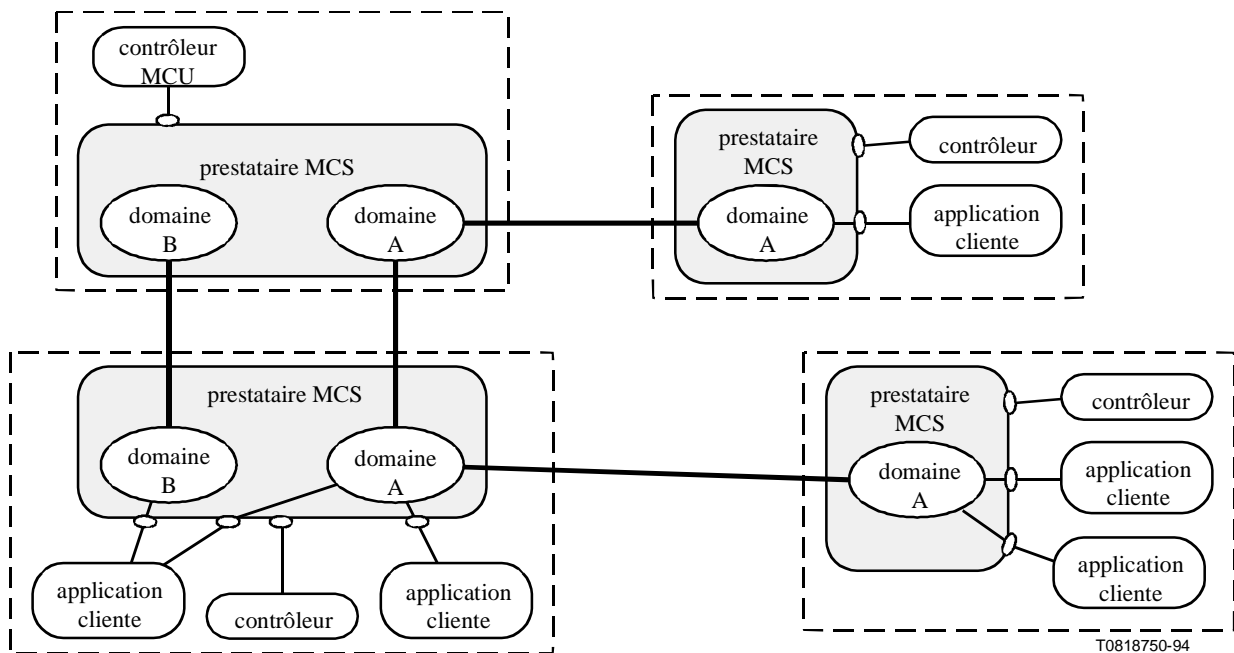 contrôleur
MCU
prestataire MCS
domaine
B
domaine
A
prestataire
MCS
domaine
A
contrôleur
application
cliente
prestataire MCS
domaine
B
domaine
A
application
cliente
contrôleur
application
cliente
prestataire
MCS
domaine
A
contrôleur
application
cliente
application
cliente
T0818750-94